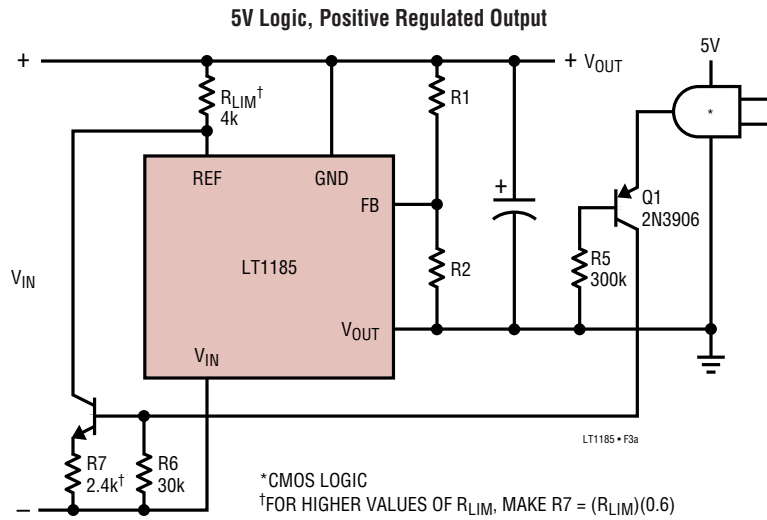 5V Logic, Positive Regulated Output
+
+ VOUT
5V
RLIM†
4k
R1
*
REF
GND
FB
+
Q1
2N3906
VIN
LT1185
R2
R5
300k
VOUT
VIN
LT1185 • F3a
R7
2.4k†
R6
30k
*CMOS LOGIC
†FOR HIGHER VALUES OF RLIM, MAKE R7 = (RLIM)(0.6)
–